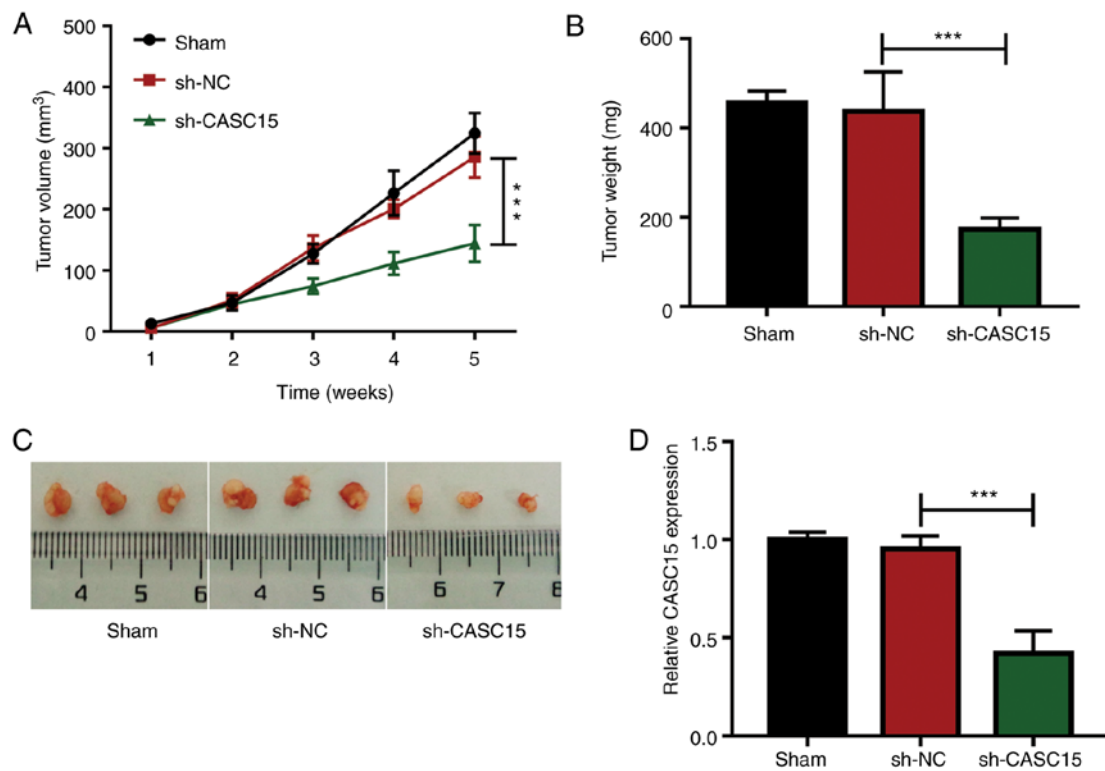 A
500
400
300
200
100
0
Tumor volume (mm³)
Sham
sh-NC
sh-CASC15
***
1 2 3 4 5
Time (weeks)
B
600
400
200
0
Tumor weight (mg)
***
Sham sh-NC sh-CASC15
C
4 5 6 4 5 6 6 7 8
Sham sh-NC sh-CASC15
D
1.5
1.0
0.5
0.0
Relative CASC15 expression
***
Sham sh-NC sh-CASC15